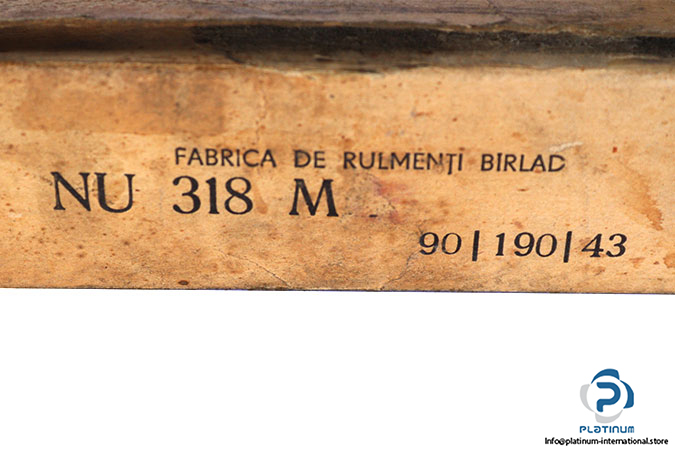 FABRICA DE RULMENȚI BIRLAD
NU 318 M
90|190|43
PLATINUM
Info@platinum-international.store